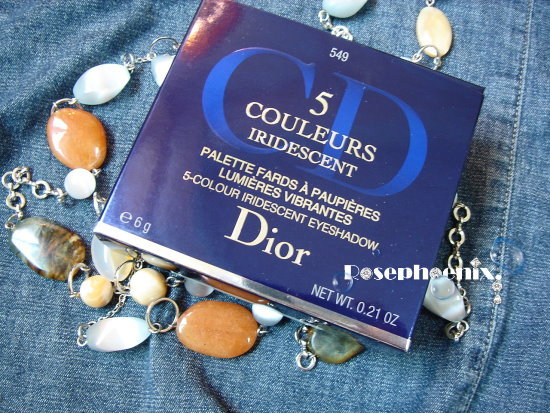 549
CD
5
COULEURS
IRIDESCENT
PALETTE FARDS À PAUPIÈRES
LUMIÈRES VIBRANTES
5-COLOUR IRIDESCENT EYESHADOW
Dior
e 6 g
NET WT. 0.21 OZ
Rosephoenix.